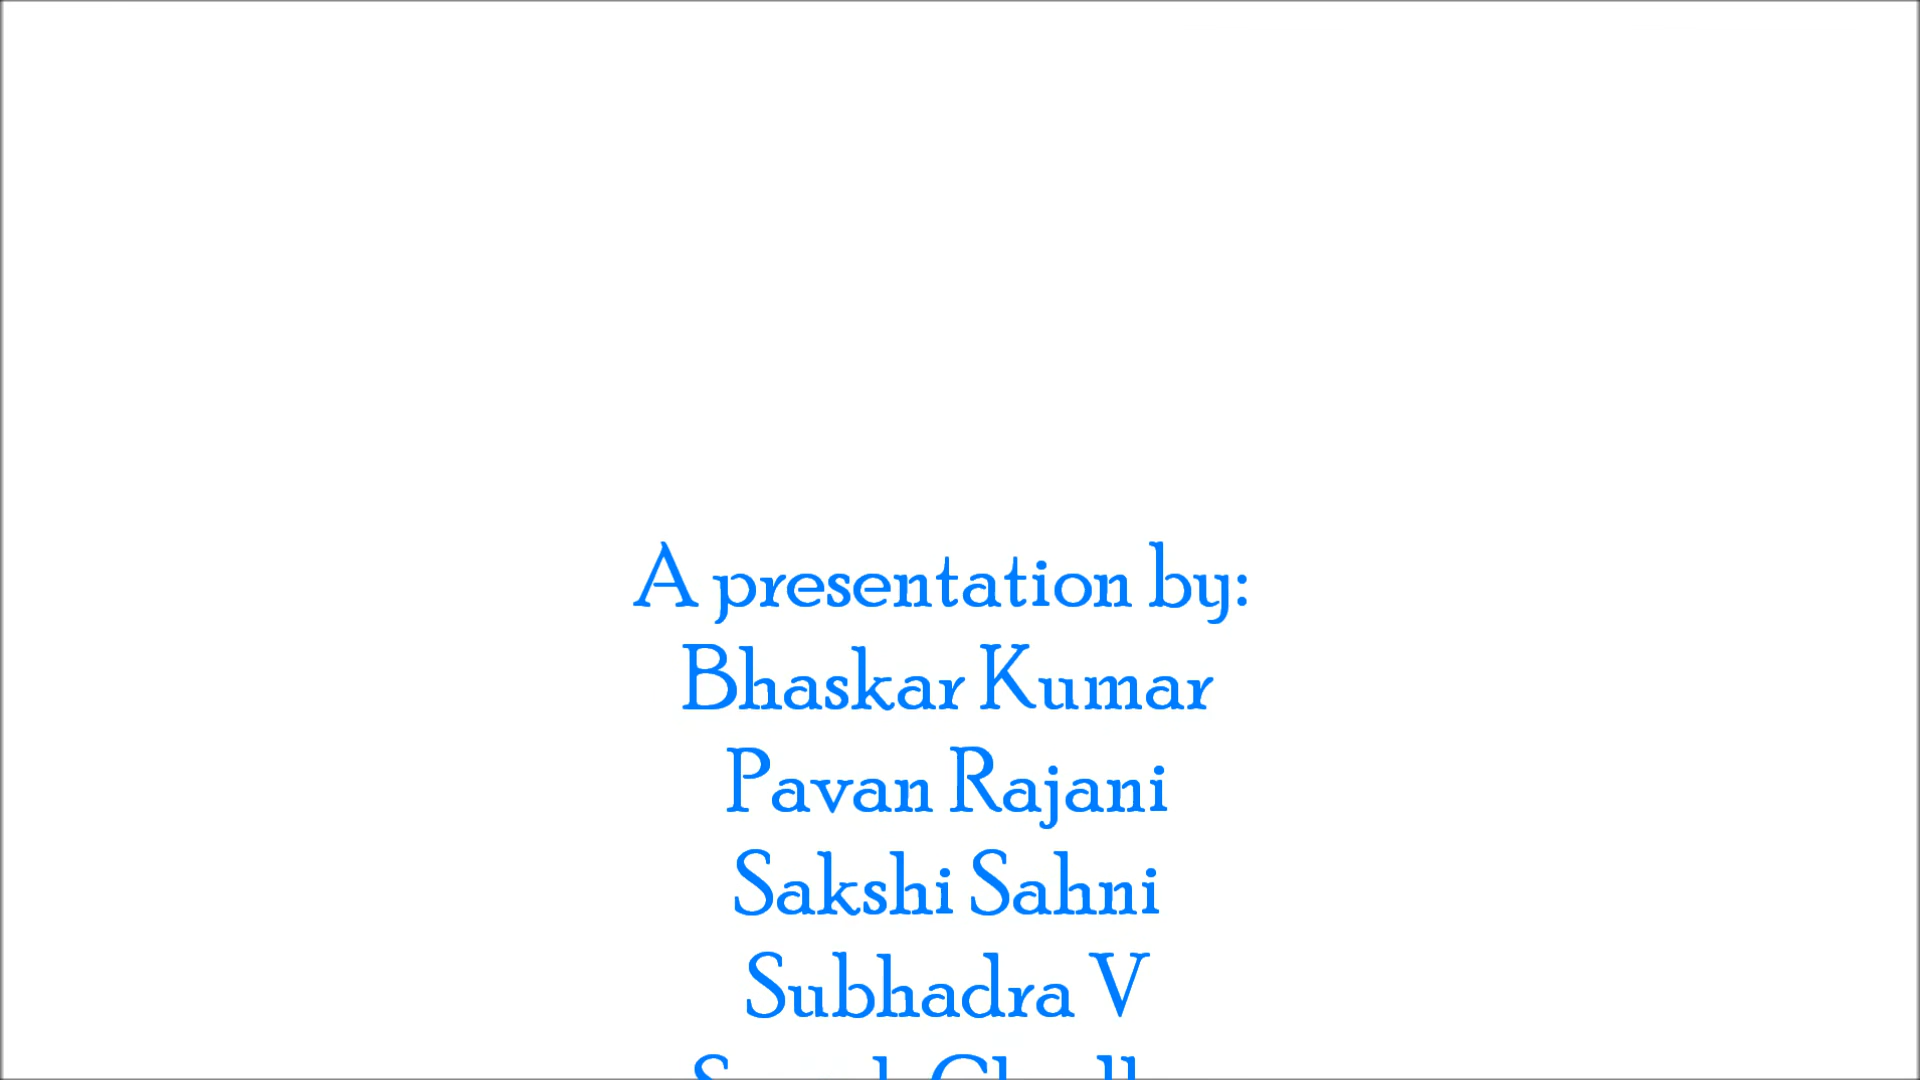 A presentation by:
Bhaskar Kumar
Pavan Rajani
Sakshi Sahni
Subhadra V